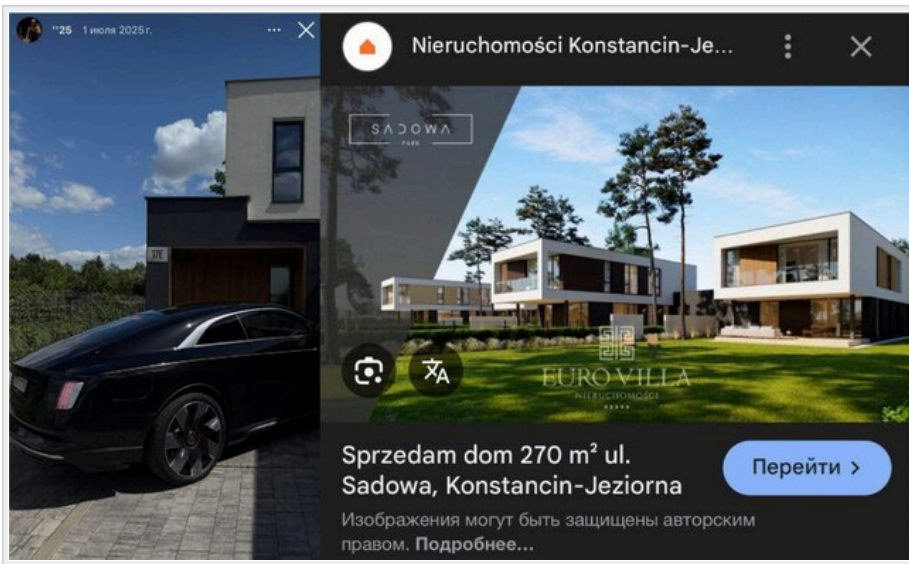 ''25 1 июля 2025 г.
17E
Nieruchomości Konstancin-Je...
SADOWA
PARK
EURO VILLA
NIERUCHOMOŚCI
Sprzedam dom 270 m² ul.
Sadowa, Konstancin-Jeziorna
Перейти >
Изображения могут быть защищены авторским
правом. Подробнее...